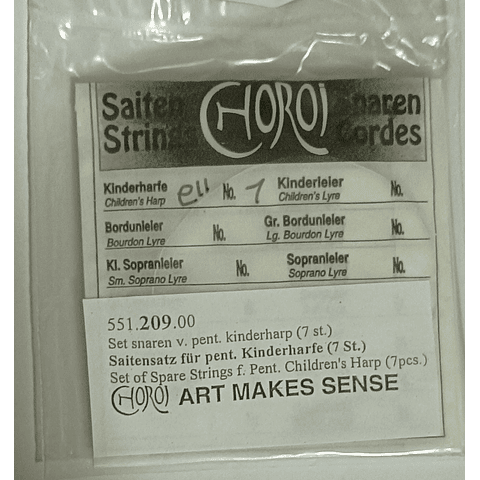 Saiten CHOROI Snaren
Strings Cordes
Kinderharfe No. 7 Kinderleier No.
Children's Harp Children's Lyre
Bordunleier No. Gr. Bordunleier No.
Bourdon Lyre Lg. Bourdon Lyre
Kl. Sopranleier No. Sopranleier No.
Sm. Soprano Lyre Soprano Lyre
551.209.00
Set snaren v. pent. kinderharp (7 st.)
Saitensatz für pent. Kinderharfe (7 St.)
Set of Spare Strings f. Pent. Children's Harp (7pcs.)
CHOROI ART MAKES SENSE